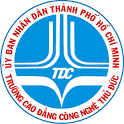 ỦY BAN NHÂN DÂN THÀNH PHỐ HỒ CHÍ MINH
TDC
TRƯỜNG CAO ĐẲNG CÔNG NGHỆ THỦ ĐỨC